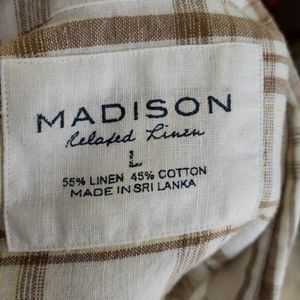 MADISON
Relaxed Linen
L
55% LINEN 45% COTTON
MADE IN SRI LANKA